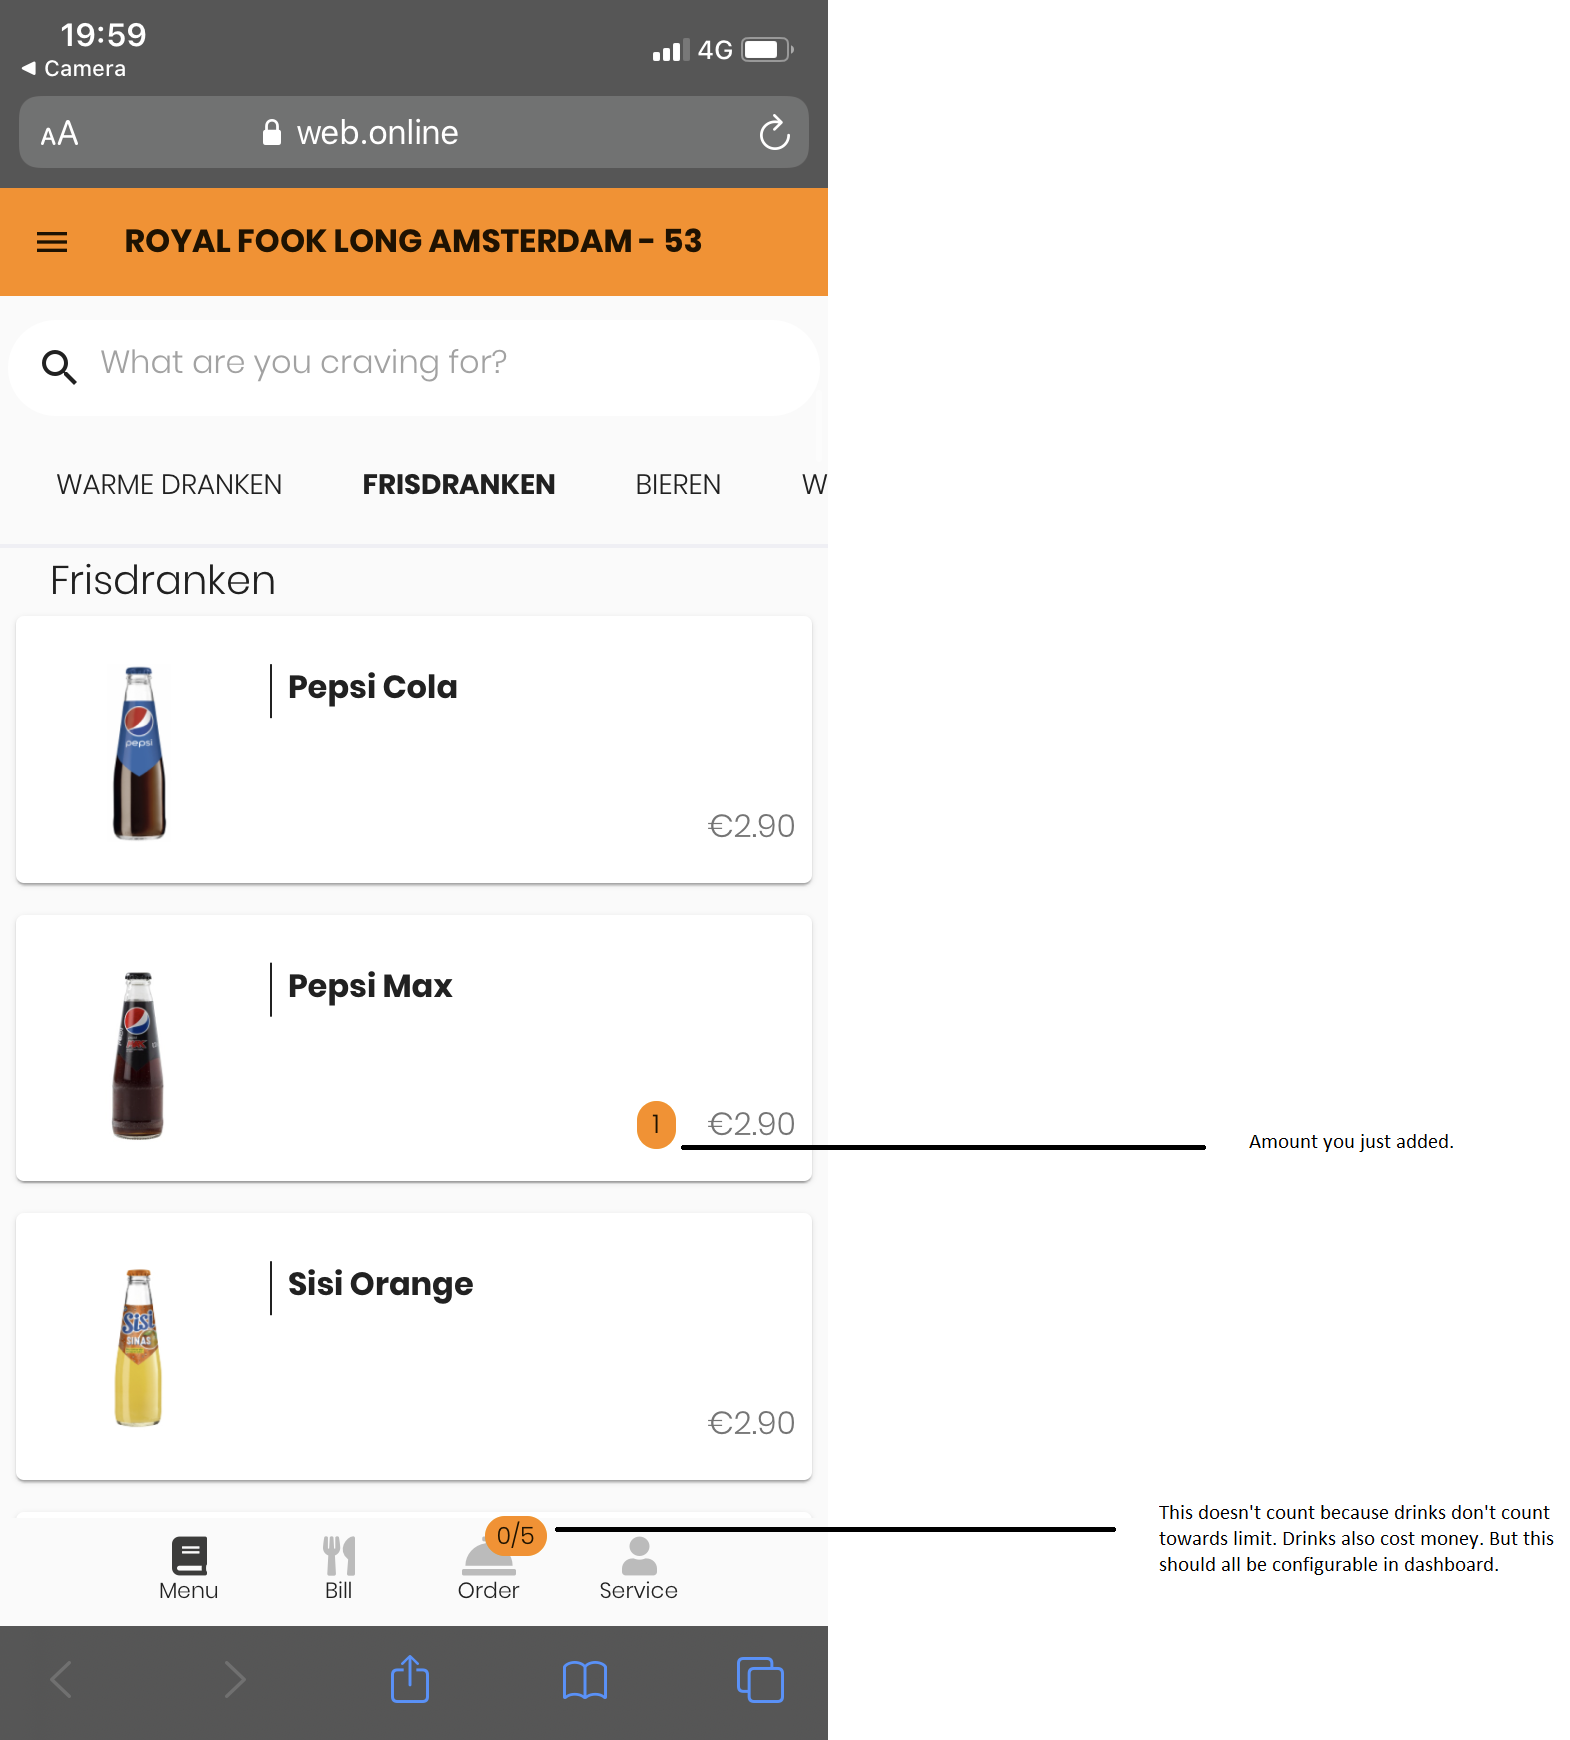 19:59
Camera
4G
AA
web.online
ROYAL FOOK LONG AMSTERDAM - 53
What are you craving for?
WARME DRANKEN FRISDRANKEN BIEREN W
Frisdranken
pepsi
Pepsi Cola
€2.90
Pepsi Max
1 €2.90
Amount you just added.
Sisi
SINAS
Sisi Orange
€2.90
0/5
This doesn't count because drinks don't count
towards limit. Drinks also cost money. But this
should all be configurable in dashboard.
Menu Bill Order Service